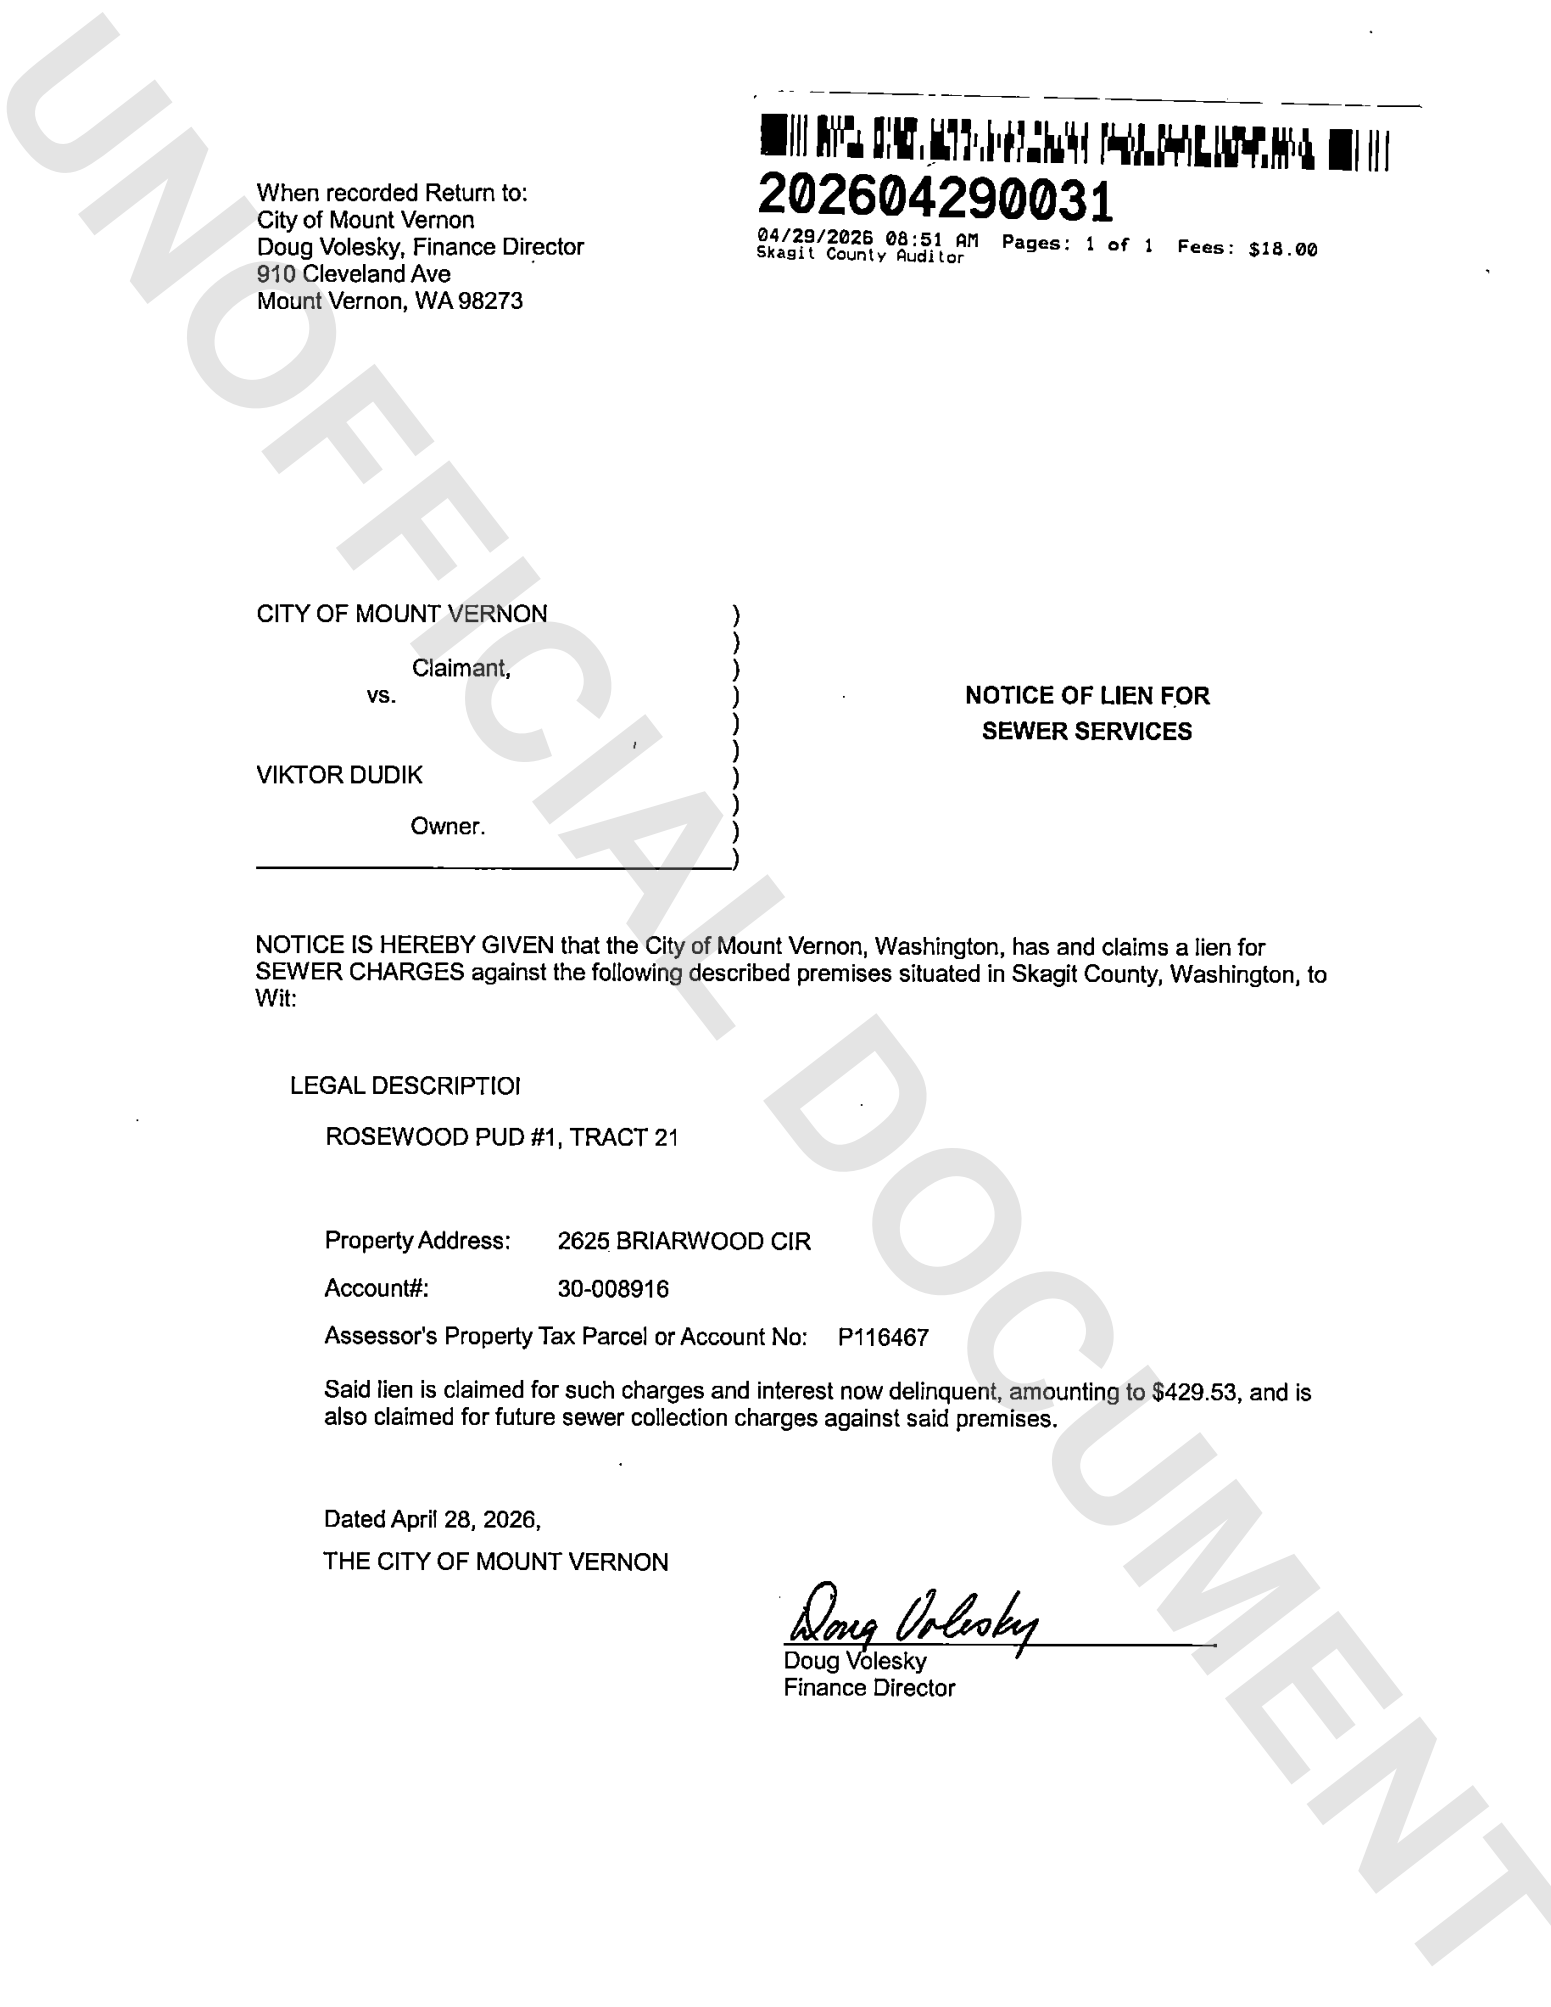 When recorded Return to:
City of Mount Vernon
Doug Volesky, Finance Director
910 Cleveland Ave
Mount Vernon, WA 98273
202604290031
04/29/2026 08:51 AM Pages: 1 of 1 Fees: $18.00
Skagit County Auditor
CITY OF MOUNT VERNON )
)
Claimant, )
vs. )
)
)
VIKTOR DUDIK )
)
Owner. )
)
NOTICE OF LIEN FOR
SEWER SERVICES
NOTICE IS HEREBY GIVEN that the City of Mount Vernon, Washington, has and claims a lien for
SEWER CHARGES against the following described premises situated in Skagit County, Washington, to
Wit:
LEGAL DESCRIPTIOI
ROSEWOOD PUD #1, TRACT 21
Property Address: 2625 BRIARWOOD CIR
Account#: 30-008916
Assessor's Property Tax Parcel or Account No: P116467
Said lien is claimed for such charges and interest now delinquent, amounting to $429.53, and is
also claimed for future sewer collection charges against said premises.
Dated April 28, 2026,
THE CITY OF MOUNT VERNON
Doug Volesky
Doug Volesky
Finance Director
UNOFFICIAL DOCUMENT